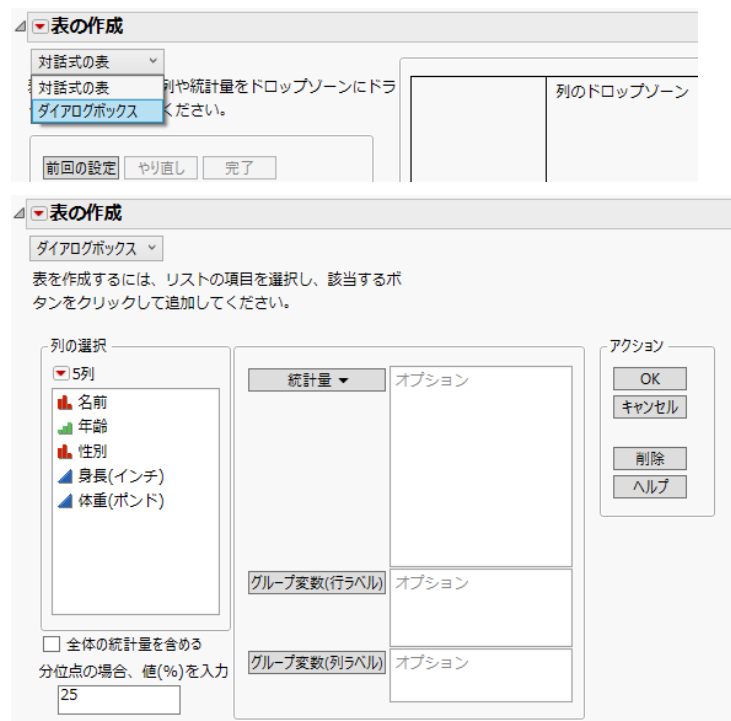 表の作成
対話式の表
対話式の表
列や統計量をドロップゾーンにドラ
ダイアログボックス
ください。
列のドロップゾーン
前回の設定
やり直し
完了
表の作成
ダイアログボックス
表を作成するには、リストの項目を選択し、該当するボ
タンをクリックして追加してください。
列の選択
5列
名前
年齢
性別
身長(インチ)
体重(ポンド)
全体の統計量を含める
分位点の場合、値(%)を入力
25
統計量
オプション
グループ変数(行ラベル)
オプション
グループ変数(列ラベル)
オプション
アクション
OK
キャンセル
削除
ヘルプ